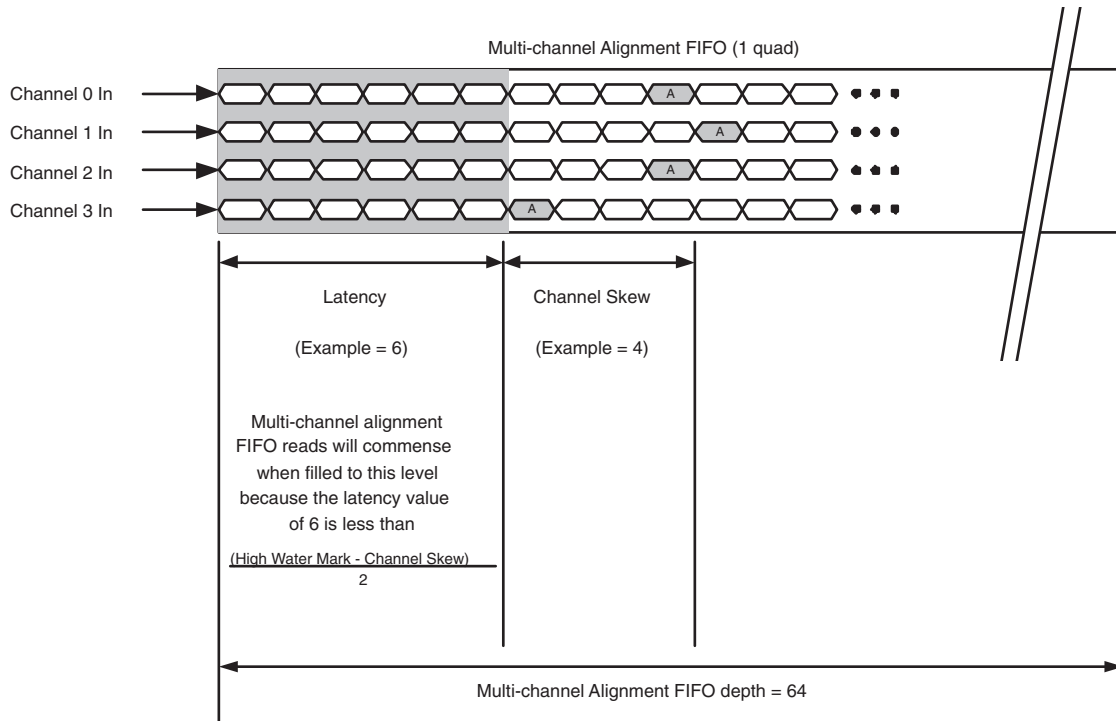 Multi-channel Alignment FIFO (1 quad)
Channel 0 In
A
Channel 1 In
A
Channel 2 In
A
Channel 3 In
A
Latency
Channel Skew
(Example = 6)
(Example = 4)
Multi-channel alignment
FIFO reads will commense
when filled to this level
because the latency value
of 6 is less than
(High Water Mark - Channel Skew)
2
Multi-channel Alignment FIFO depth = 64